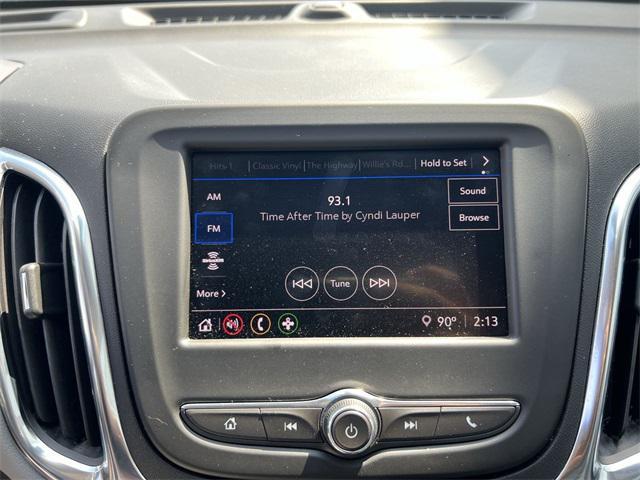 Hits 1 | Classic Vinyl | The Highway | Willie's Rd... | Hold to Set
AM
FM
More
93.1
Time After Time by Cyndi Lauper
Sound
Browse
Tune
90° 2:13